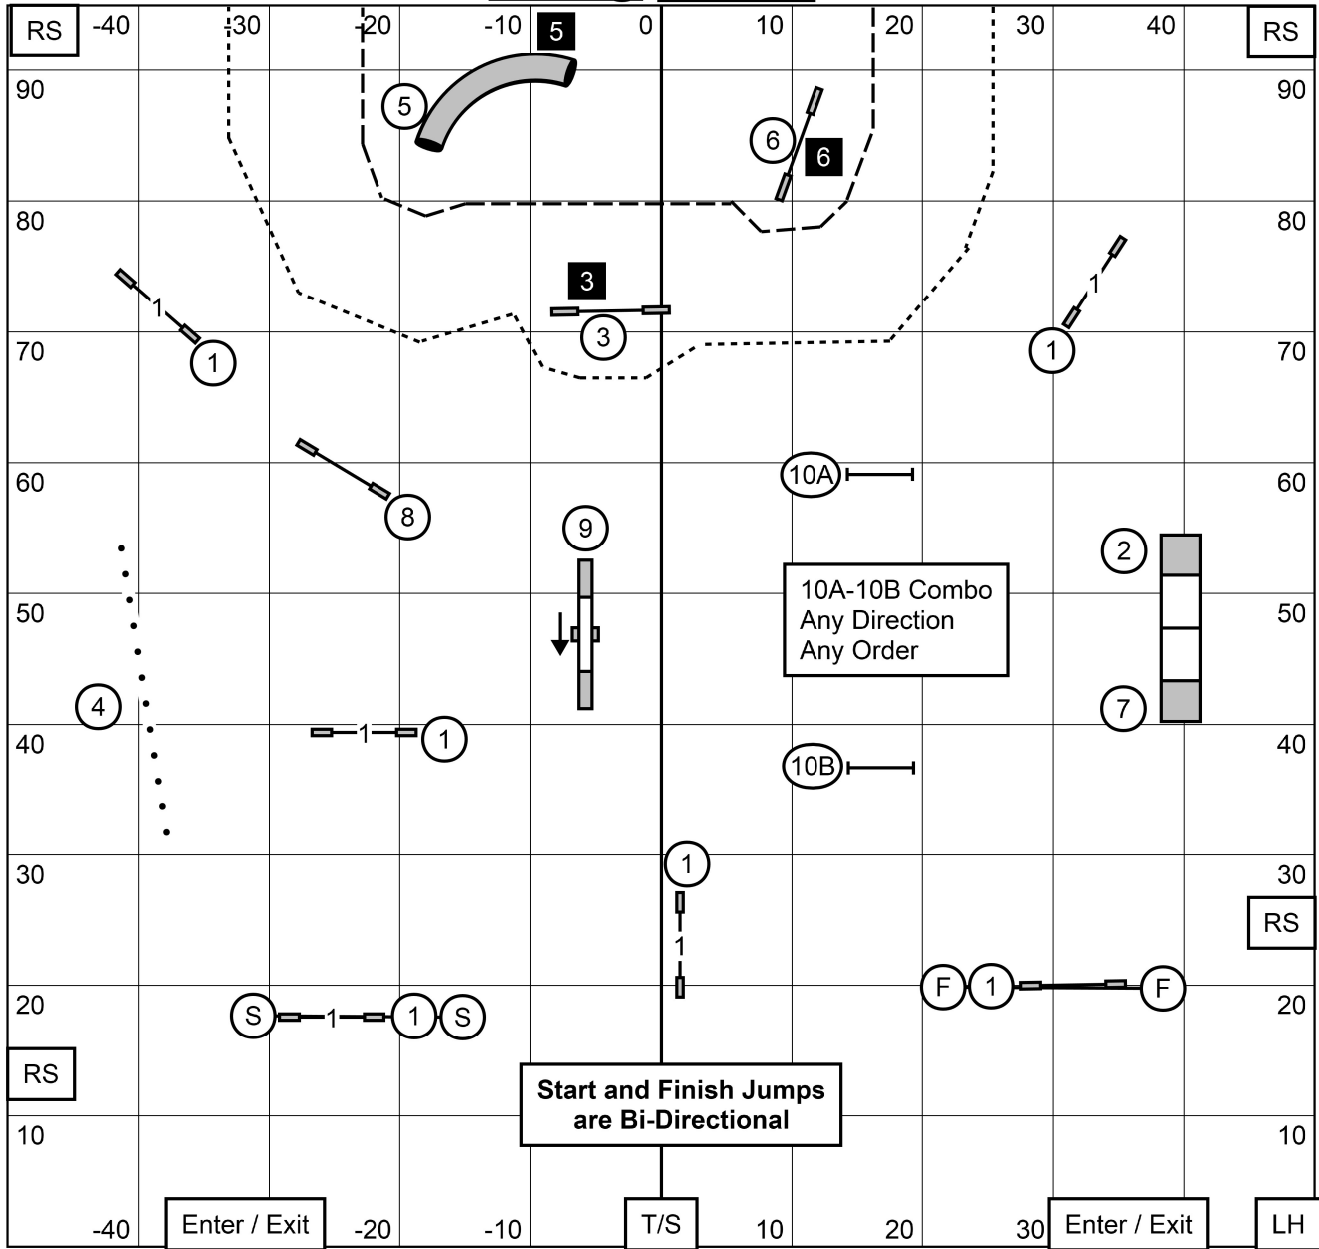 RS -40 -30 -20 -10 0 10 20 30 40 RS
5
90 5 90
6
6
80 80
3
1 1
3
70 1 1 70
60 10A 60
8 9
2
50 10A-10B Combo 50
Any Direction
Any Order
4 7
40 1 1 40
10B
30 1 30
RS
1
F 1 F
20 S 1 1 S 20
RS
Start and Finish Jumps
are Bi-Directional
10 10
-40 Enter / Exit -20 -10 T/S 10 20 30 Enter / Exit LH